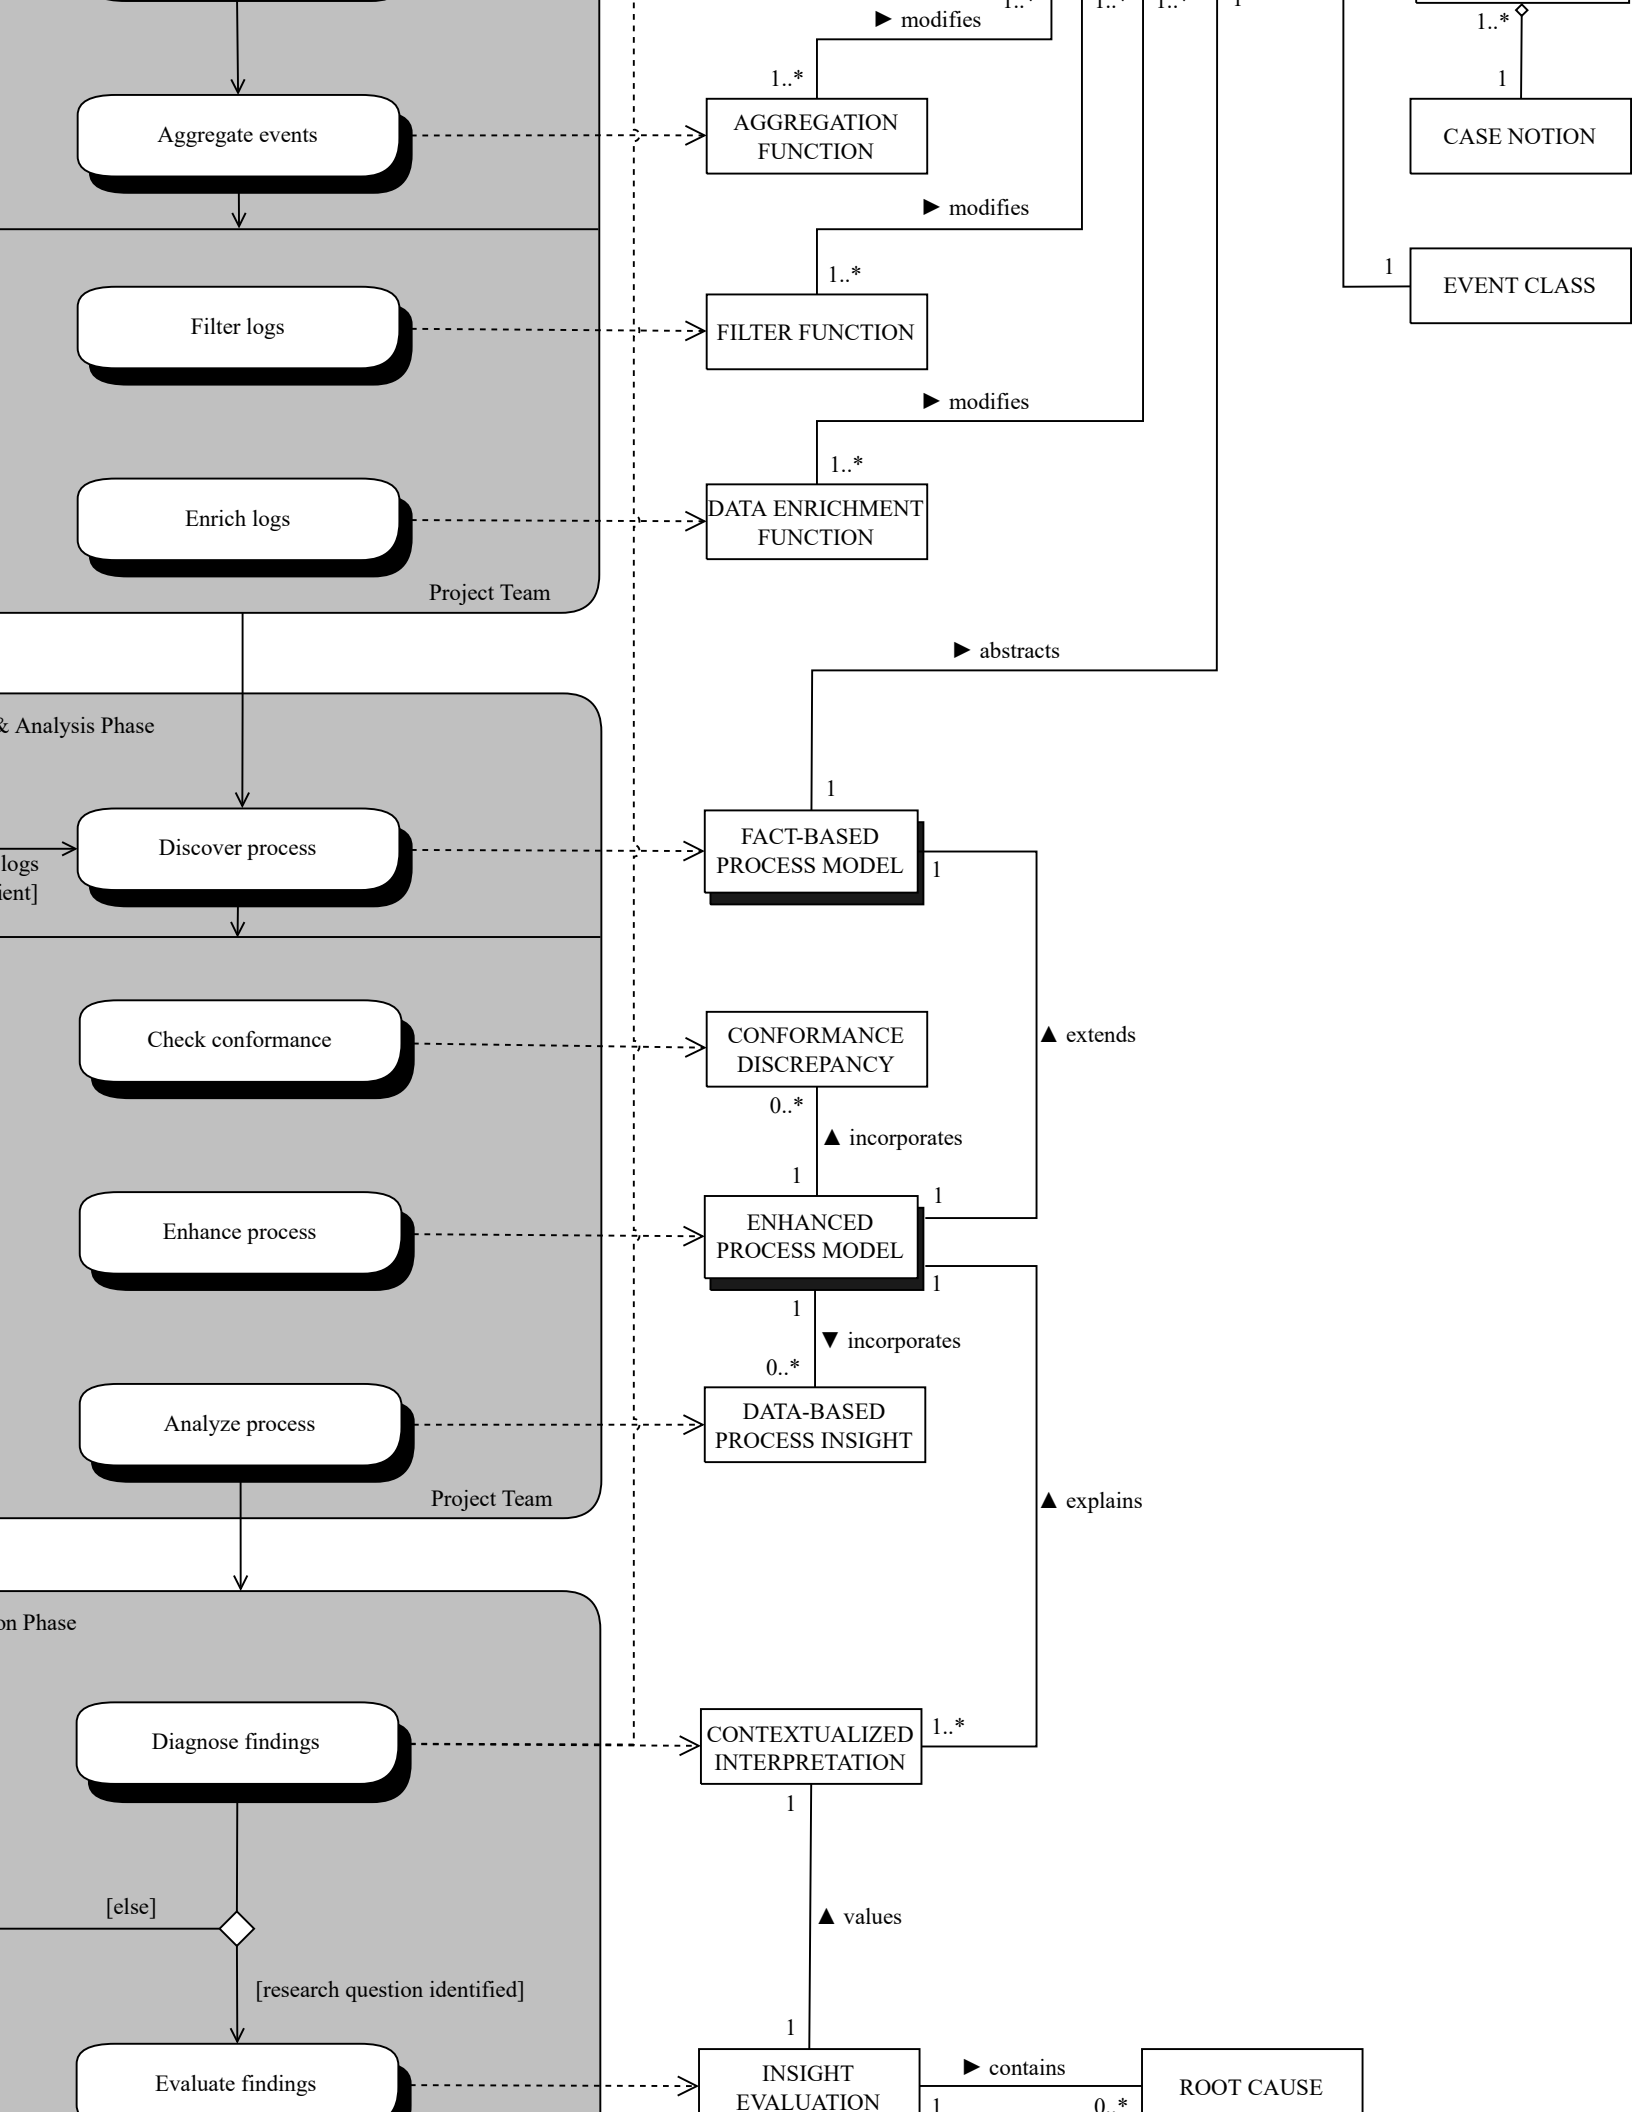 ► modifies
1..*
1..*
1
Aggregate events
AGGREGATION
FUNCTION
CASE NOTION
► modifies
1..*
1
EVENT CLASS
Filter logs
FILTER FUNCTION
► modifies
1..*
Enrich logs
DATA ENRICHMENT
FUNCTION
Project Team
► abstracts
& Analysis Phase
1
Discover process
FACT-BASED
PROCESS MODEL
1
logs
ient]
Check conformance
CONFORMANCE
DISCREPANCY
▲ extends
0..*
▲ incorporates
1
1
Enhance process
ENHANCED
PROCESS MODEL
1
1
▼ incorporates
0..*
Analyze process
DATA-BASED
PROCESS INSIGHT
Project Team
▲ explains
on Phase
Diagnose findings
CONTEXTUALIZED
INTERPRETATION
1..*
1
[else]
▲ values
[research question identified]
1
Evaluate findings
INSIGHT
EVALUATION
► contains
1
0..*
ROOT CAUSE